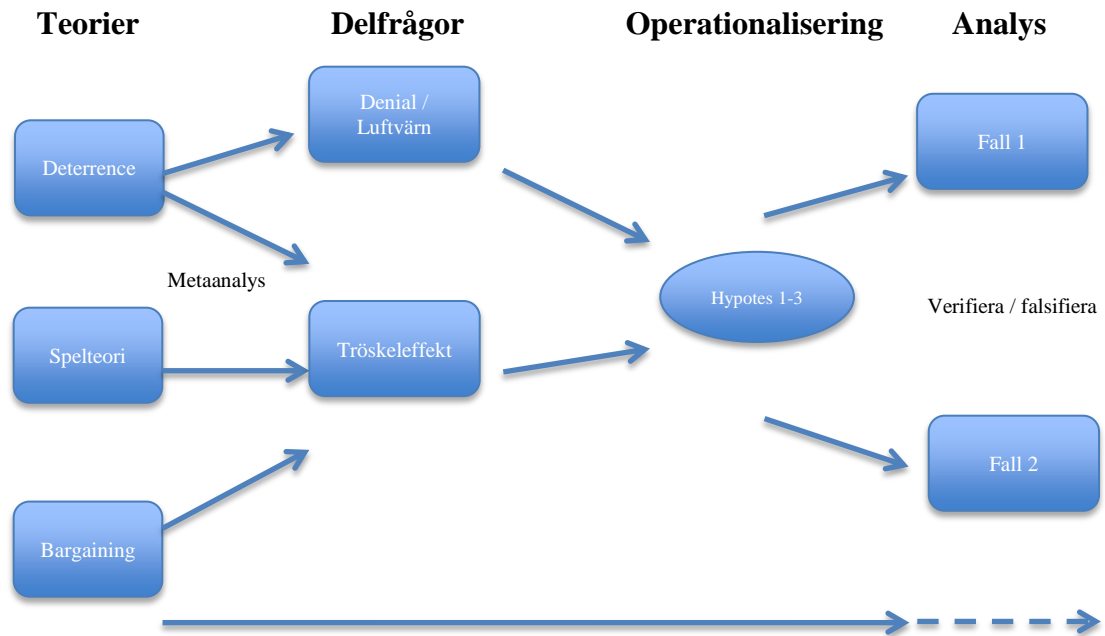 Teorier
Delfrågor
Operationalisering
Analys
Deterrence
Denial /
Luftvärn
Fall 1
Metaanalys
Hypotes 1-3
Verifiera / falsifiera
Spelteori
Tröskeleffekt
Fall 2
Bargaining